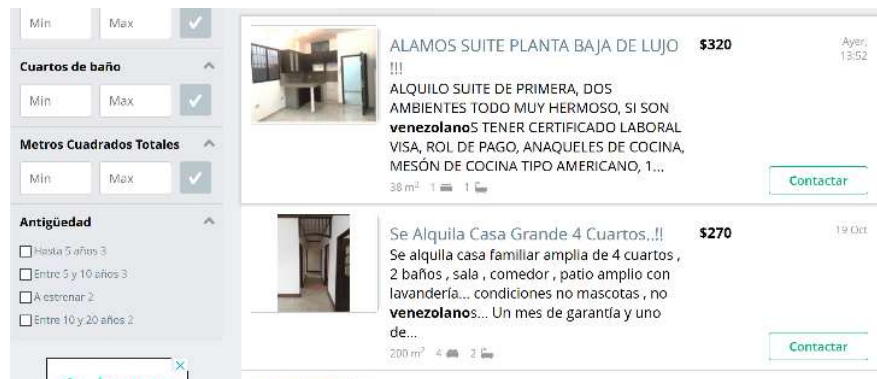 Min Max
Cuartos de baño
Min Max
Metros Cuadrados Totales
Min Max
Antigüedad
Hasta 5 años 3
Entre 5 y 10 años 3
A estrenar 2
Entre 10 y 20 años 2
ALAMOS SUITE PLANTA BAJA DE LUJO
!!!
$320
Ayer,
13:52
ALQUILO SUITE DE PRIMERA, DOS
AMBIENTES TODO MUY HERMOSO, SI SON
venezolanoS TENER CERTIFICADO LABORAL
VISA, ROL DE PAGO, ANAQUELES DE COCINA,
MESÓN DE COCINA TIPO AMERICANO, 1...
38 m² 1 1
Contactar
Se Alquila Casa Grande 4 Cuartos,.!!
$270
19 Oct
Se alquila casa familiar amplia de 4 cuartos ,
2 baños , sala , comedor , patio amplio con
lavandería... condiciones no mascotas , no
venezolanos... Un mes de garantía y uno
de...
200 m² 4 2
Contactar